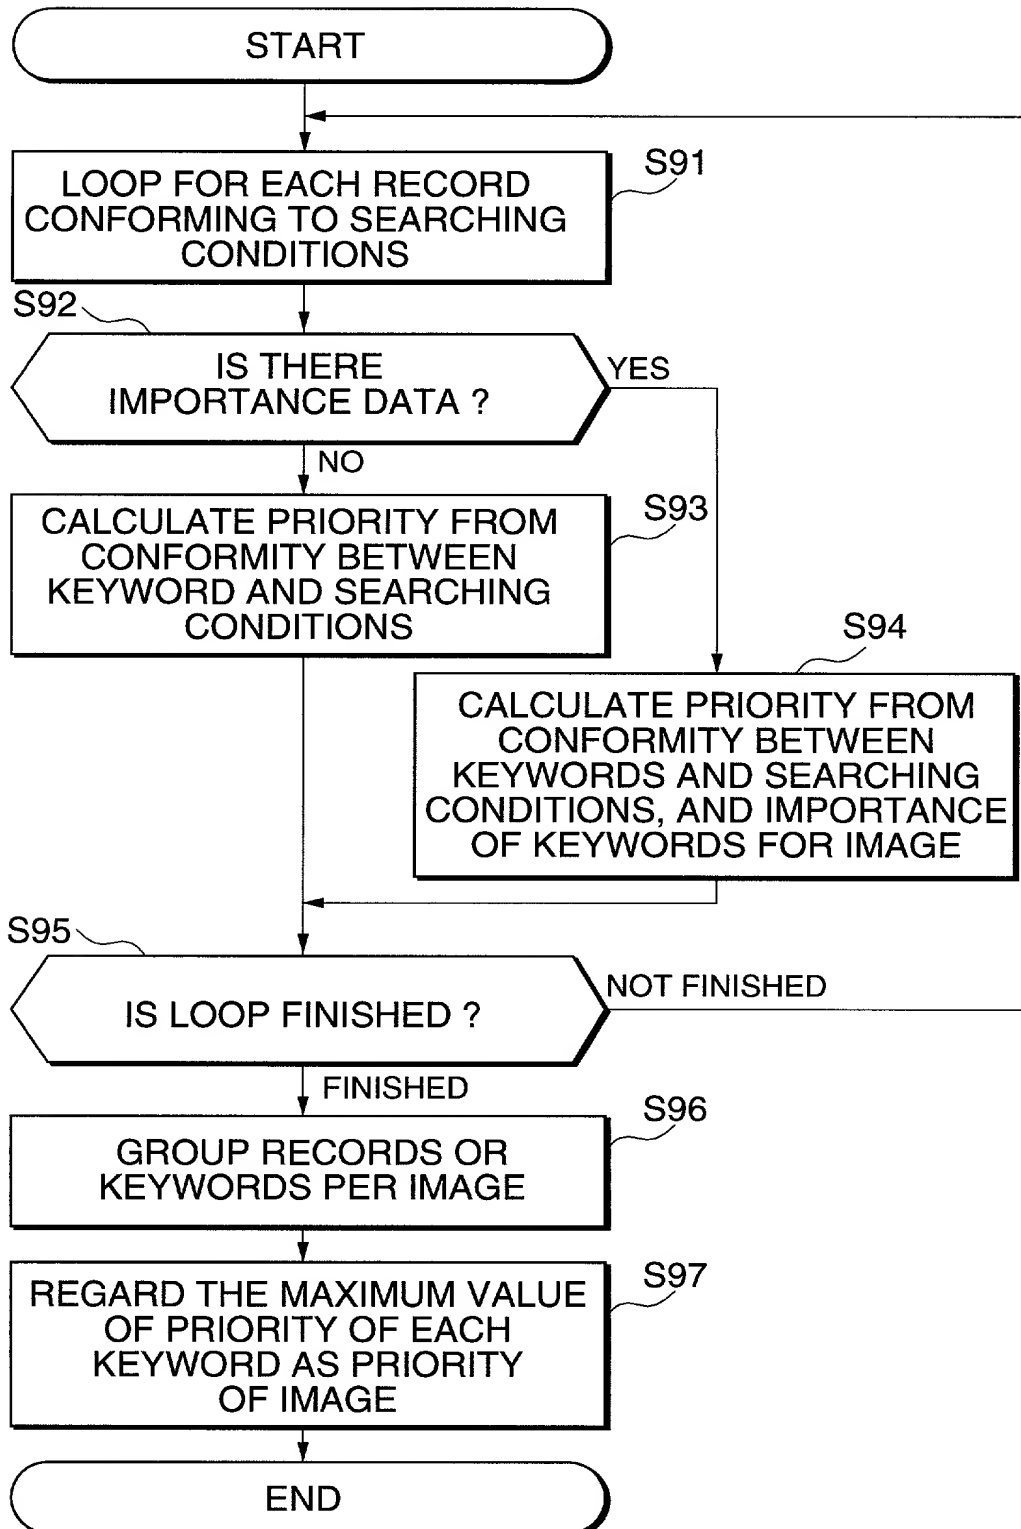 START
S91
LOOP FOR EACH RECORD
CONFORMING TO SEARCHING
CONDITIONS
S92
IS THERE
IMPORTANCE DATA ?
YES
NO
S93
CALCULATE PRIORITY FROM
CONFORMITY BETWEEN
KEYWORD AND SEARCHING
CONDITIONS
S94
CALCULATE PRIORITY FROM
CONFORMITY BETWEEN
KEYWORDS AND SEARCHING
CONDITIONS, AND IMPORTANCE
OF KEYWORDS FOR IMAGE
S95
IS LOOP FINISHED ?
NOT FINISHED
FINISHED
S96
GROUP RECORDS OR
KEYWORDS PER IMAGE
S97
REGARD THE MAXIMUM VALUE
OF PRIORITY OF EACH
KEYWORD AS PRIORITY
OF IMAGE
END